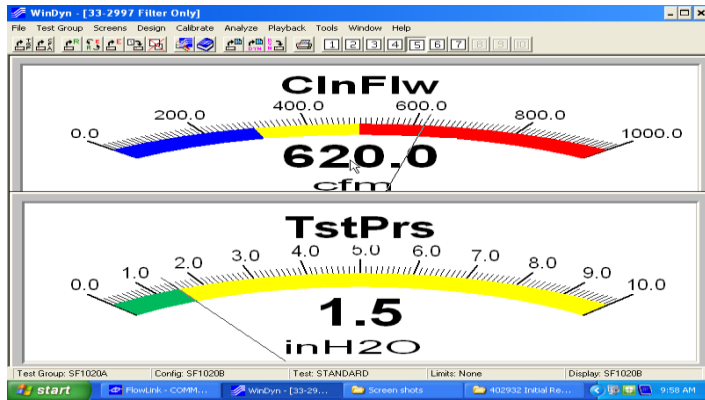 WinDyn - [33-2997 Filter Only]
File Test Group Screens Design Calibrate Analyze Playback Tools Window Help
1 2 3 4 5 6 7 8 9 10
ClnFlw
0.0 200.0 400.0 600.0 800.0 1000.0
620.0
cfm
TstPrs
0.0 1.0 2.0 3.0 4.0 5.0 6.0 7.0 8.0 9.0 10.0
1.5
inH2O
Test Group: SF1020A Config: SF1020B Test: STANDARD Limits: None Display: SF1020B
start FlowLink - COMM... WinDyn - [33-29... Screen shots 402932 Initial Re... 9:58 AM